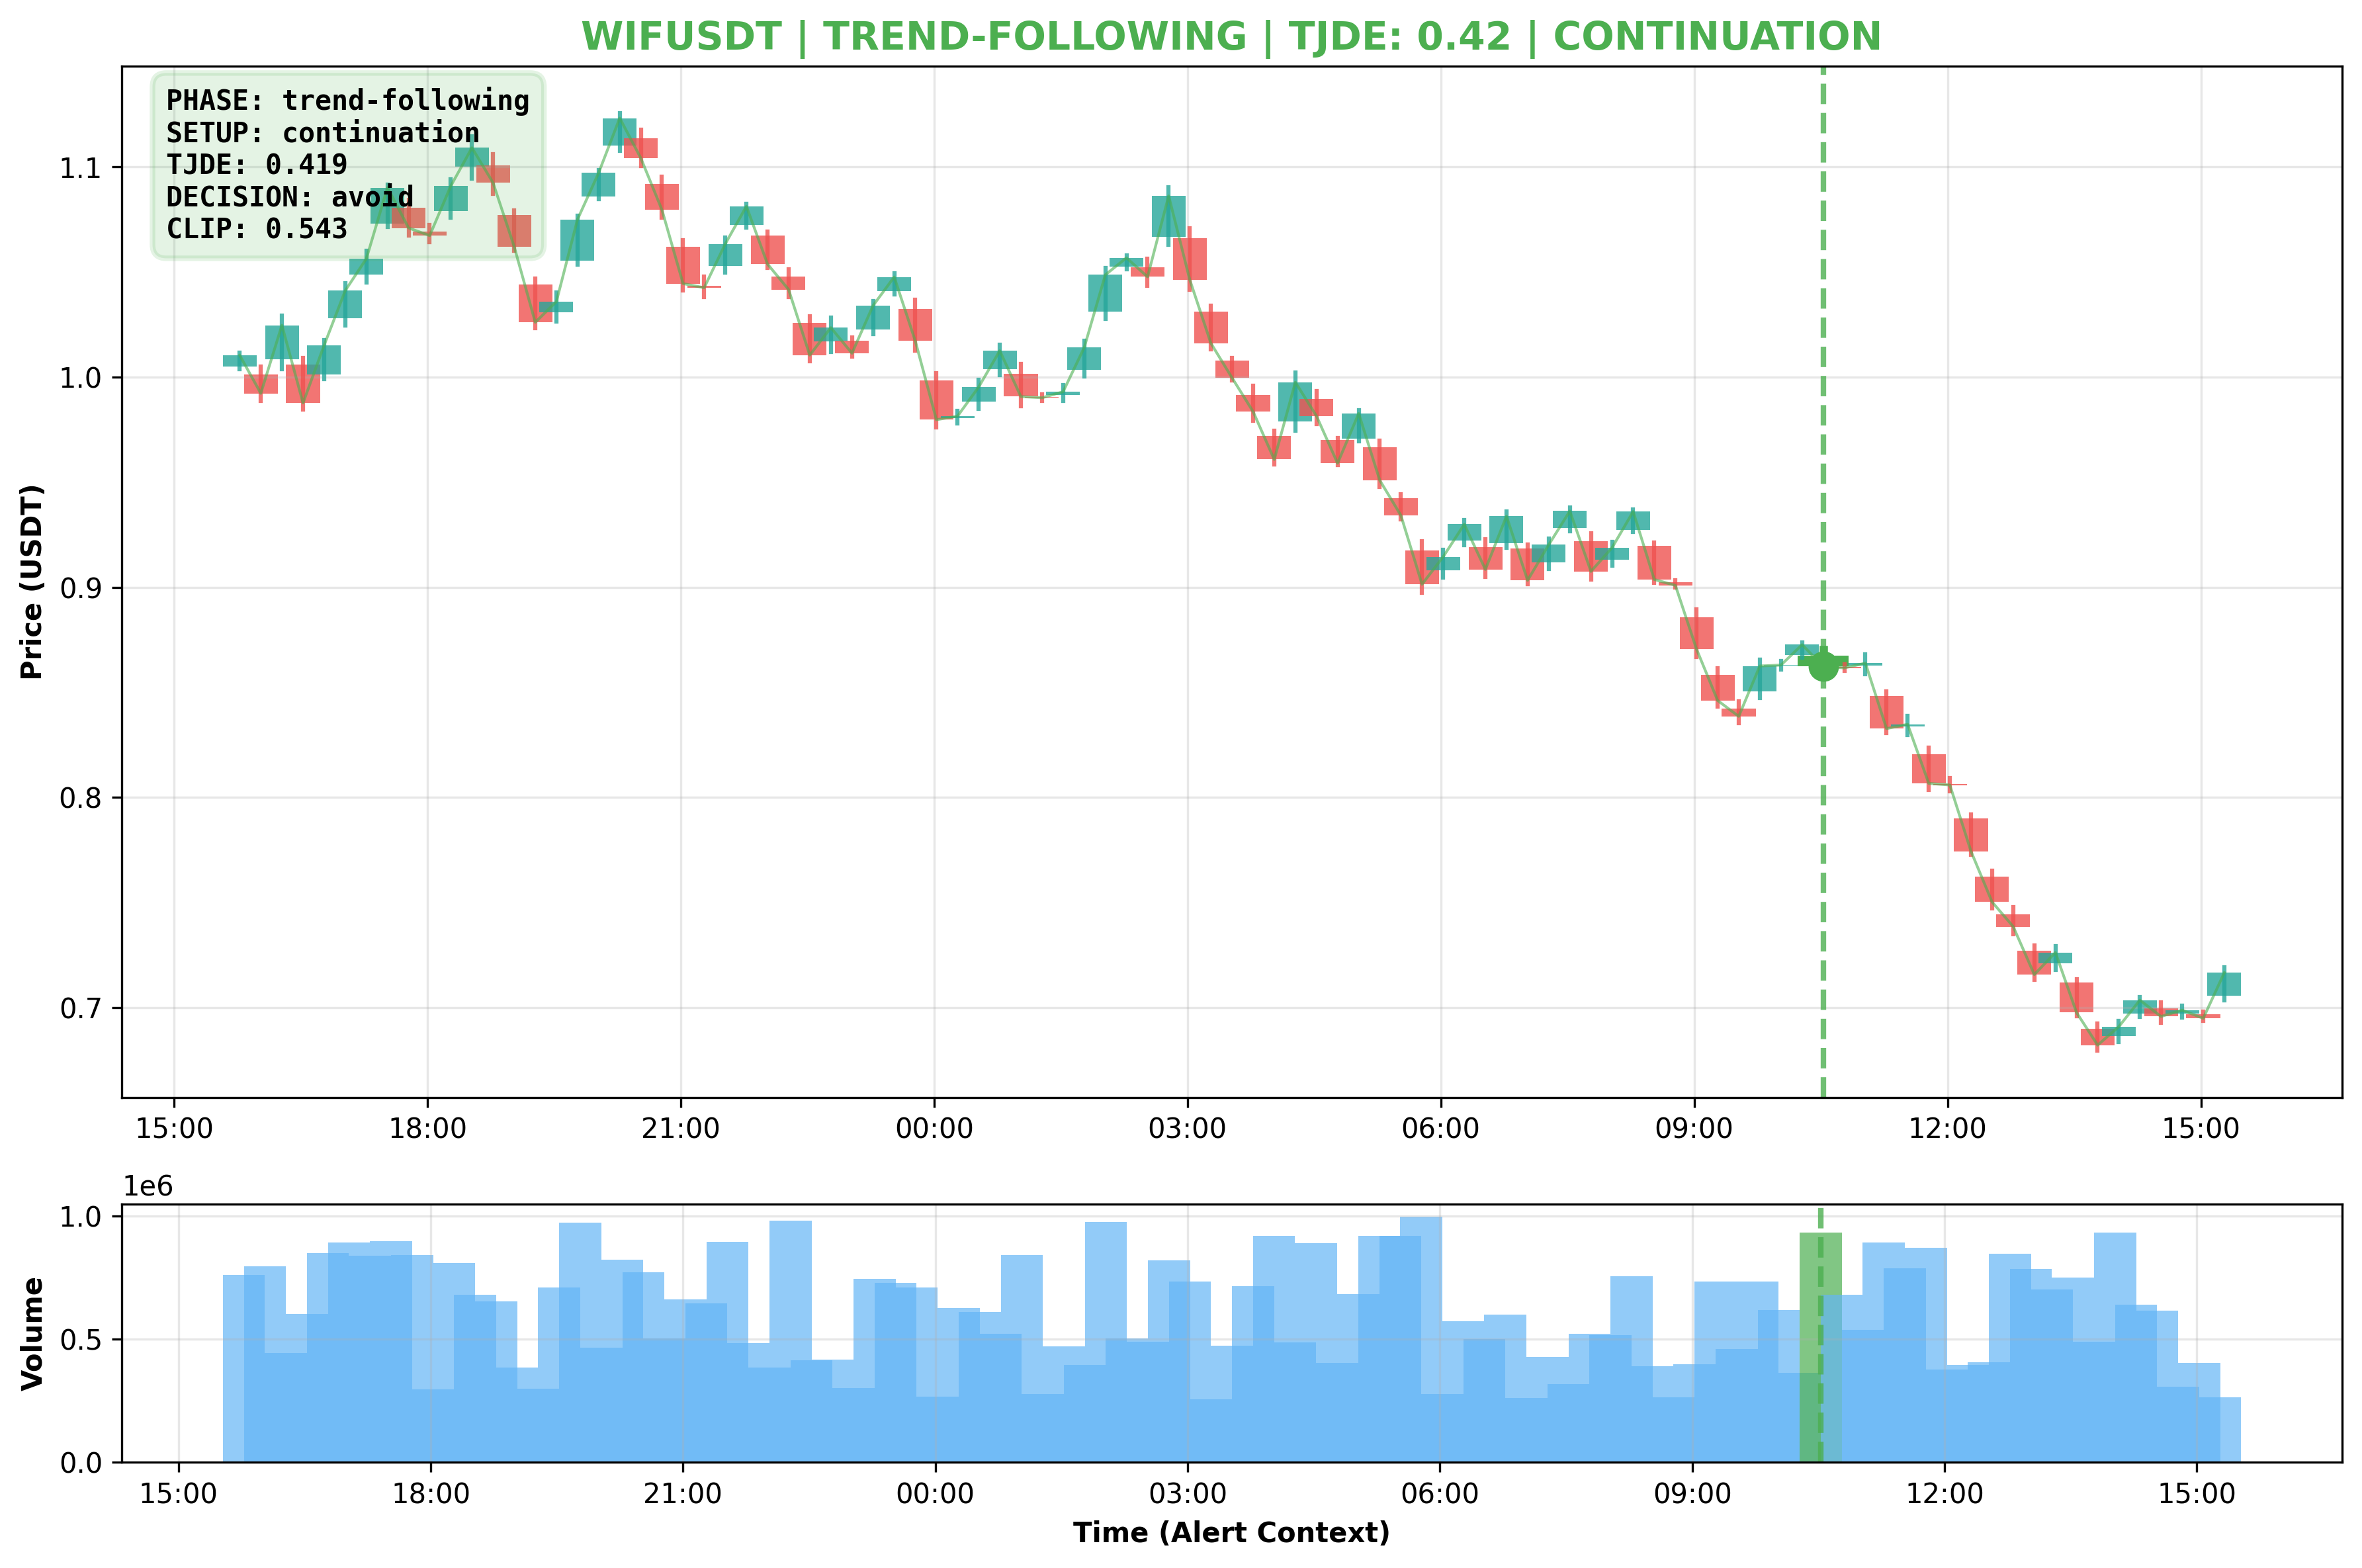 WIFUSDT | TREND-FOLLOWING | TJDE: 0.42 | CONTINUATION
PHASE: trend-following
SETUP: continuation
TJDE: 0.419
DECISION: avoid
CLIP: 0.543
Price (USDT)
1.1
1.0
0.9
0.8
0.7
15:00 18:00 21:00 00:00 03:00 06:00 09:00 12:00 15:00
1e6
Volume
1.0
0.5
0.0
15:00 18:00 21:00 00:00 03:00 06:00 09:00 12:00 15:00
Time (Alert Context)